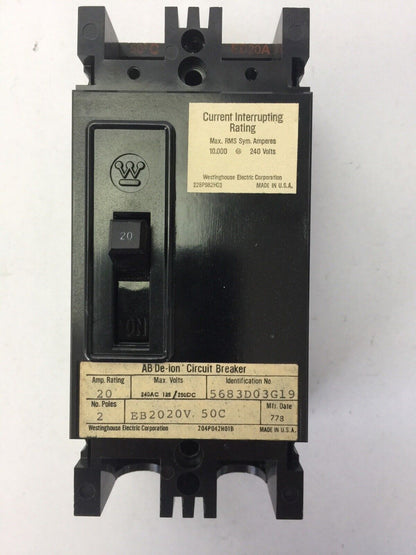 Current Interrupting
Rating
Max. RMS Sym. Amperes
10,000 @ 240 Volts
Westinghouse Electric Corporation
MADE IN U.S.A.
W
20
ON
AB De-ion Circuit Breaker
Amp. Rating Max. Volts Identification No
20 240AC 125/250DC 5683D03G19
No. Poles Mfr. Date
2 EB2020V 50C 778
Westinghouse Electric Corporation 204P042H01B MADE IN U.S.A.